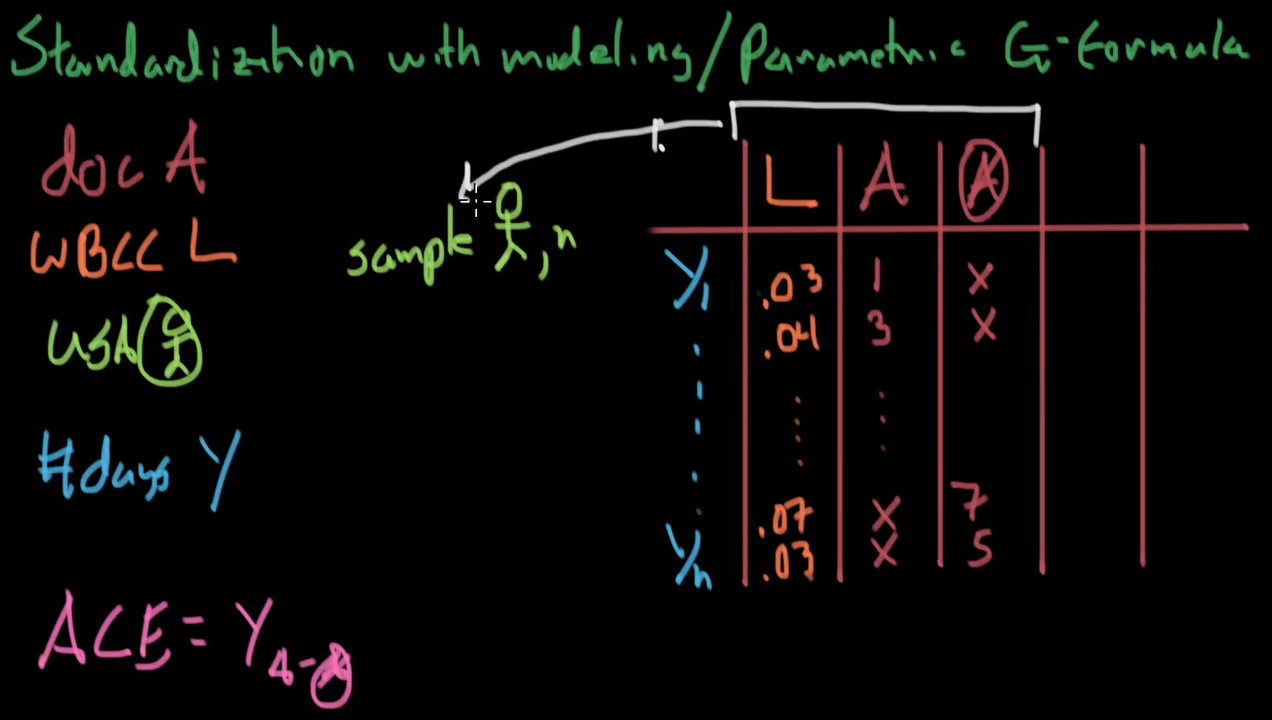 Standardization with modeling/Parametric G-formula
doc A
WBCC L
USA
#days Y
ACE = Y A-A
1.
sample , n
L A A
Y1 .03 1 X
.04 3 X
.07 X 7
Yn .03 X 5